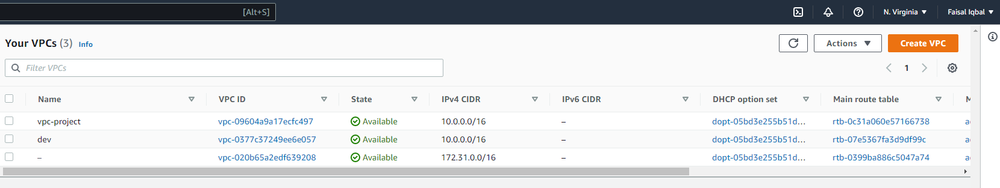 [Alt+S] N. Virginia Faisal Iqbal
Your VPCs (3) Info Actions Create VPC
Filter VPCs 1
Name VPC ID State IPv4 CIDR IPv6 CIDR DHCP option set Main route table
vpc-project vpc-09604a9a17ecfc497 Available 10.0.0.0/16 – dopt-05bd3e255b51d... rtb-0c31a060e57166738
dev vpc-0377c37249ee6e057 Available 10.0.0.0/16 – dopt-05bd3e255b51d... rtb-07e5367fa3d9df99c
– vpc-020b65a2edf639208 Available 172.31.0.0/16 – dopt-05bd3e255b51d... rtb-0399ba886c5047a74